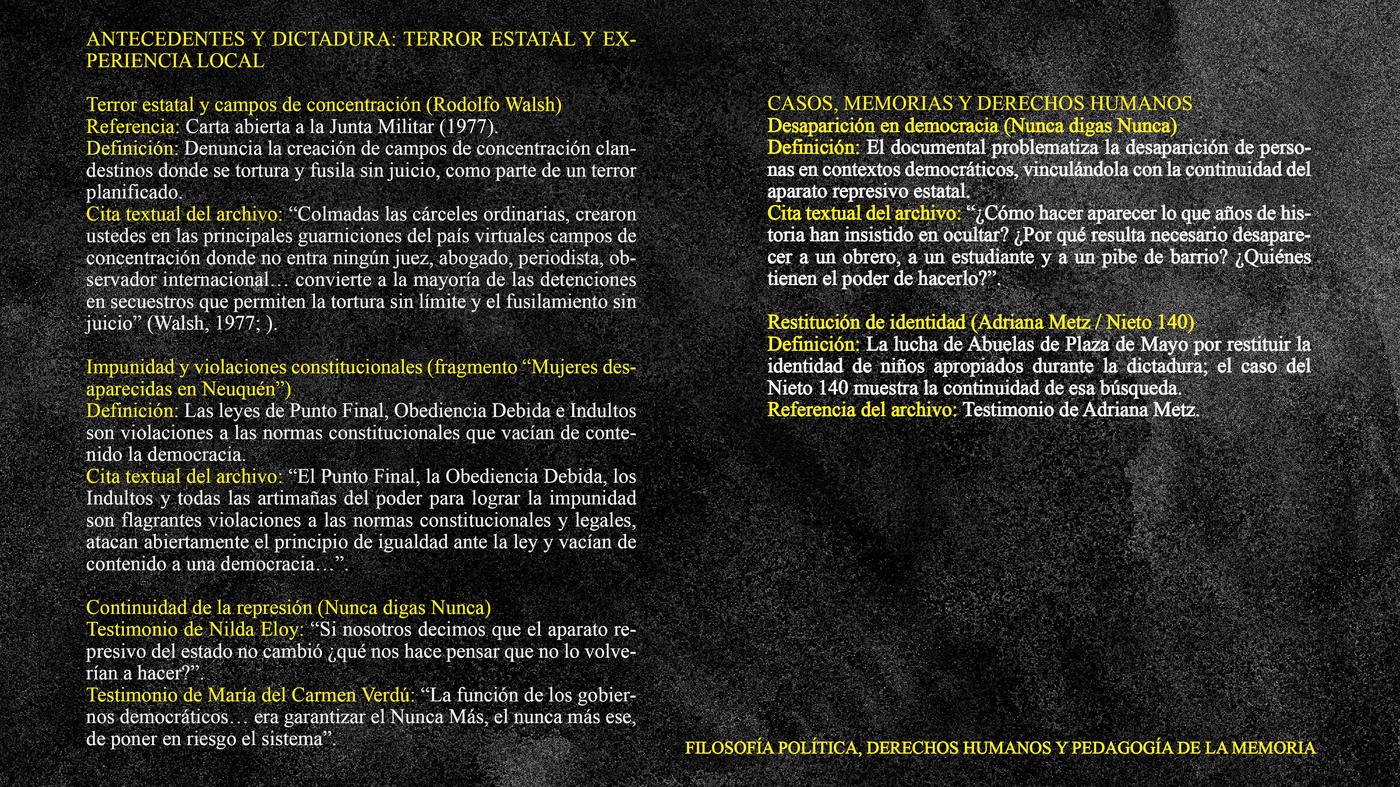 ANTECEDENTES Y DICTADURA: TERROR ESTATAL Y EX-
PERIENCIA LOCAL
Terror estatal y campos de concentración (Rodolfo Walsh)
Referencia: Carta abierta a la Junta Militar (1977).
Definición: Denuncia la creación de campos de concentración clan-
destinos donde se tortura y fusila sin juicio, como parte de un terror
planificado.
Cita textual del archivo: “Colmadas las cárceles ordinarias, crearon
ustedes en las principales guarniciones del país virtuales campos de
concentración donde no entra ningún juez, abogado, periodista, ob-
servador internacional… convierte a la mayoría de las detenciones
en secuestros que permiten la tortura sin límite y el fusilamiento sin
juicio” (Walsh, 1977; ).
Impunidad y violaciones constitucionales (fragmento “Mujeres des-
aparecidas en Neuquén”)
Definición: Las leyes de Punto Final, Obediencia Debida e Indultos
son violaciones a las normas constitucionales que vacían de conte-
nido la democracia.
Cita textual del archivo: “El Punto Final, la Obediencia Debida, los
Indultos y todas las artimañas del poder para lograr la impunidad
son flagrantes violaciones a las normas constitucionales y legales,
atacan abiertamente el principio de igualdad ante la ley y vacían de
contenido a una democracia…”.
Continuidad de la represión (Nunca digas Nunca)
Testimonio de Nilda Eloy: “Si nosotros decimos que el aparato re-
presivo del estado no cambió ¿qué nos hace pensar que no lo volve-
rían a hacer?”.
Testimonio de María del Carmen Verdú: “La función de los gobier-
nos democráticos… era garantizar el Nunca Más, el nunca más ese,
de poner en riesgo el sistema”.
CASOS, MEMORIAS Y DERECHOS HUMANOS
Desaparición en democracia (Nunca digas Nunca)
Definición: El documental problematiza la desaparición de perso-
nas en contextos democráticos, vinculándola con la continuidad del
aparato represivo estatal.
Cita textual del archivo: “¿Cómo hacer aparecer lo que años de his-
toria han insistido en ocultar? ¿Por qué resulta necesario desapare-
cer a un obrero, a un estudiante y a un pibe de barrio? ¿Quiénes
tienen el poder de hacerlo?”.
Restitución de identidad (Adriana Metz / Nieto 140)
Definición: La lucha de Abuelas de Plaza de Mayo por restituir la
identidad de niños apropiados durante la dictadura; el caso del
Nieto 140 muestra la continuidad de esa búsqueda.
Referencia del archivo: Testimonio de Adriana Metz.
FILOSOFÍA POLÍTICA, DERECHOS HUMANOS Y PEDAGOGÍA DE LA MEMORIA